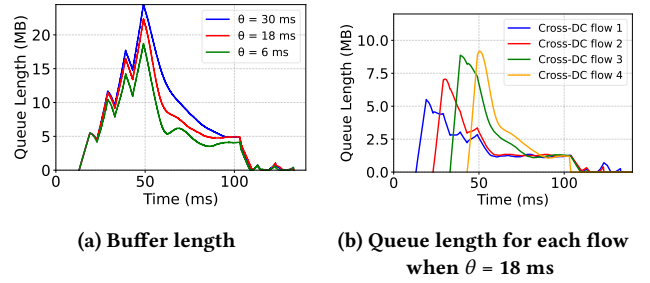 Queue Length (MB)
20
15
10
5
0
0
50
100
Time (ms)
θ = 30 ms
θ = 18 ms
θ = 6 ms
(a) Buffer length
Queue Length (MB)
10.0
7.5
5.0
2.5
0.0
0
50
100
Time (ms)
Cross-DC flow 1
Cross-DC flow 2
Cross-DC flow 3
Cross-DC flow 4
(b) Queue length for each flow
when θ = 18 ms